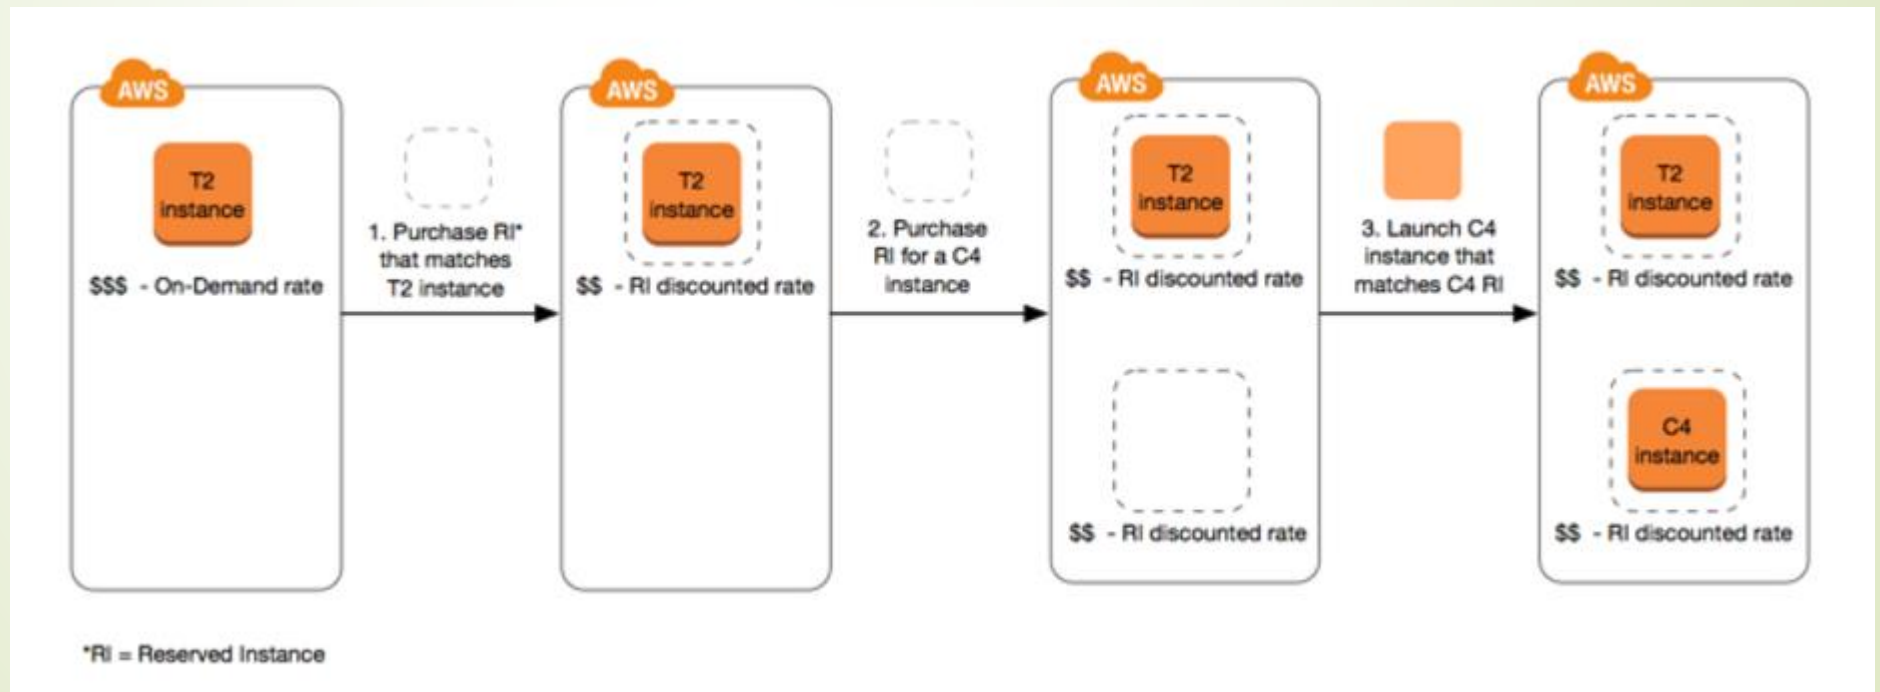 AWS
T2
instance
$$$ - On-Demand rate
1. Purchase RI*
that matches
T2 instance
AWS
T2
instance
$$ - RI discounted rate
2. Purchase
RI for a C4
instance
AWS
T2
instance
$$ - RI discounted rate
$$ - RI discounted rate
3. Launch C4
instance that
matches C4 RI
AWS
T2
instance
$$ - RI discounted rate
C4
instance
$$ - RI discounted rate
*RI = Reserved Instance